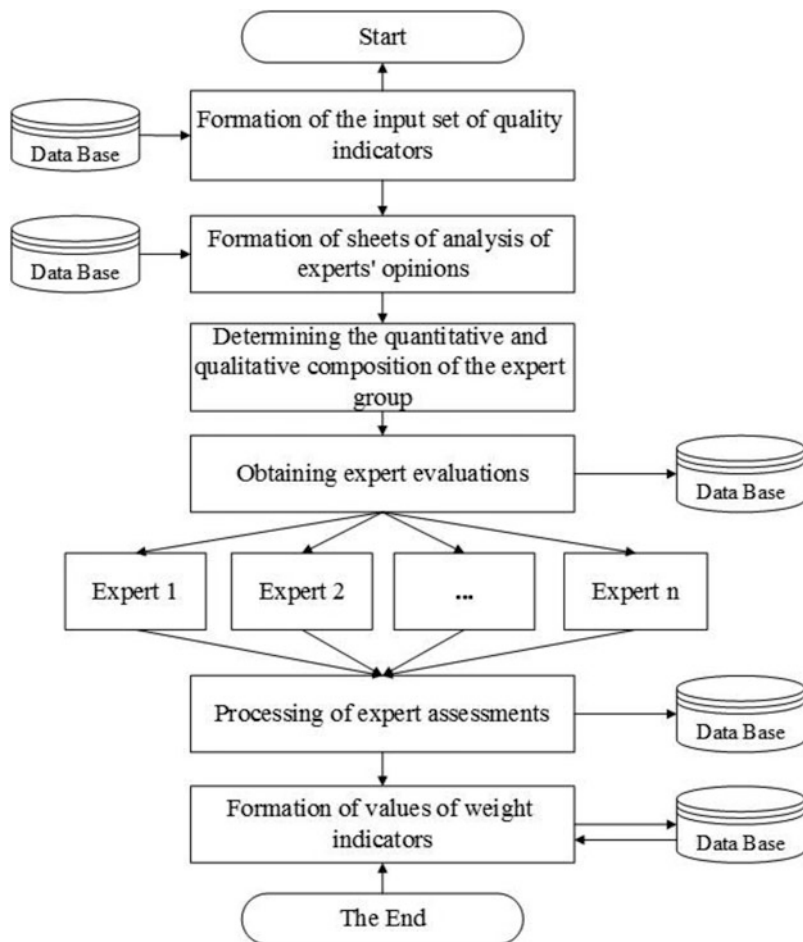 Start
Formation of the input set of quality
indicators
Data Base
Formation of sheets of analysis of
experts' opinions
Data Base
Determining the quantitative and
qualitative composition of the expert
group
Obtaining expert evaluations
Data Base
Expert 1
Expert 2
...
Expert n
Processing of expert assessments
Data Base
Formation of values of weight
indicators
Data Base
The End